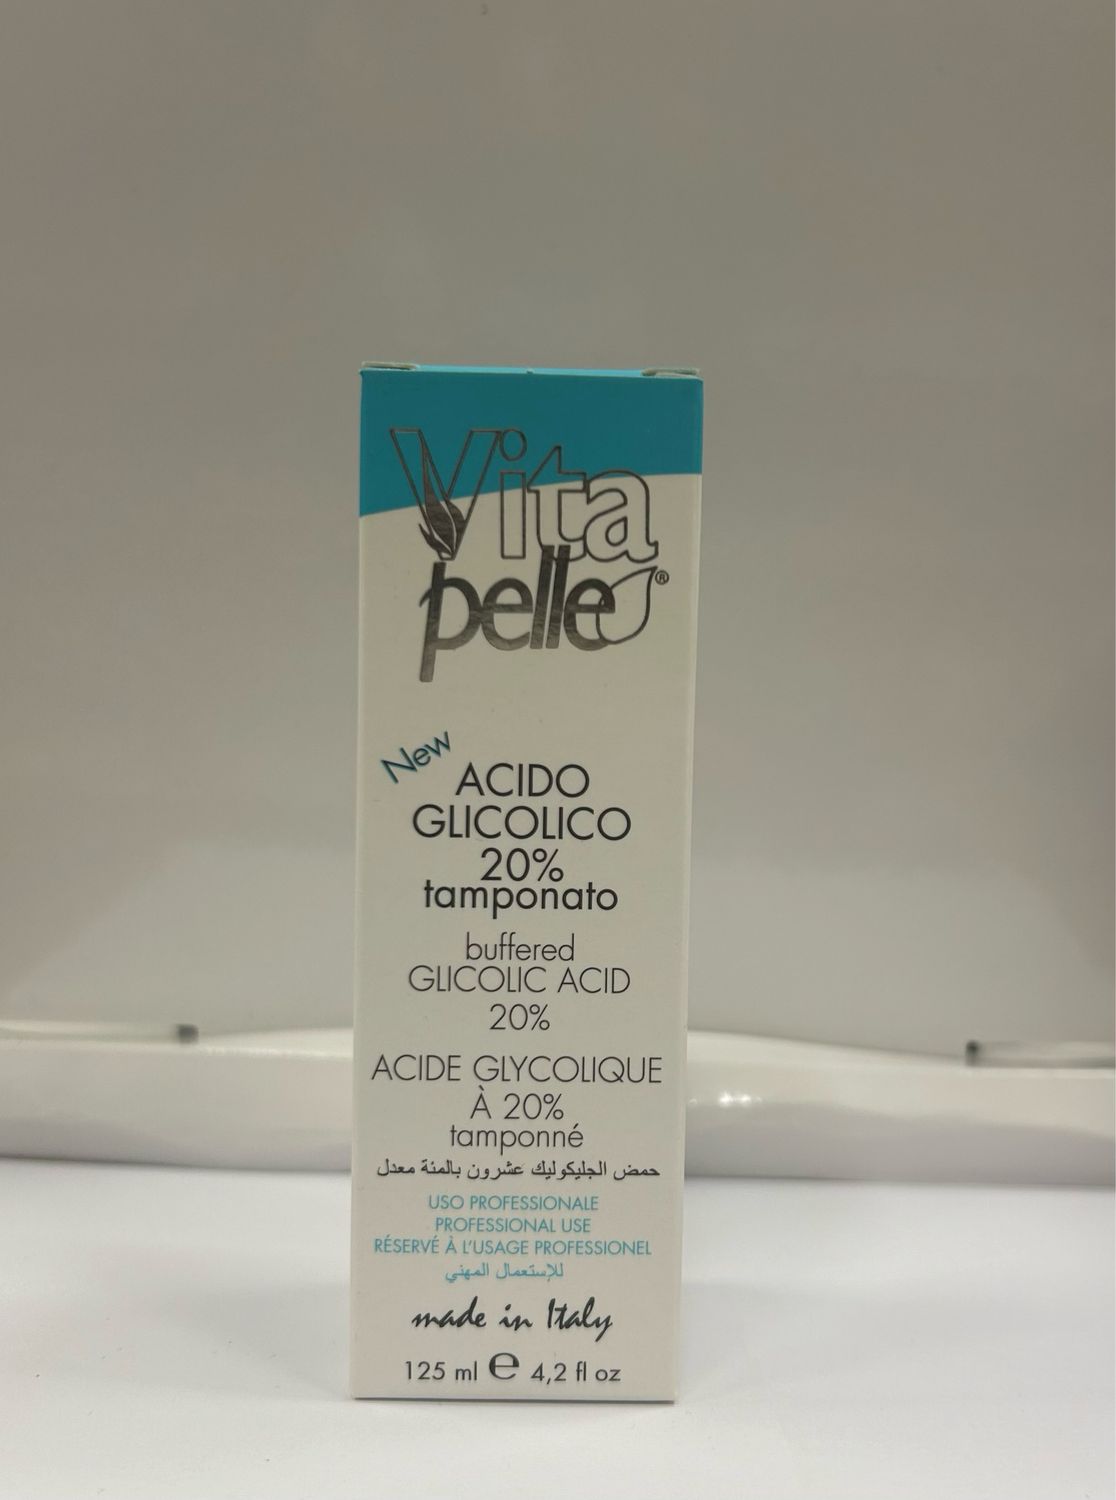 Vita
pelle®
New
ACIDO
GLICOLICO
20%
tamponato
buffered
GLICOLIC ACID
20%
ACIDE GLYCOLIQUE
À 20%
tamponné
حمض الجليكوليك عشرون بالمئة معدل
USO PROFESSIONALE
PROFESSIONAL USE
RÉSERVÉ À L'USAGE PROFESSIONEL
للإستعمال المهني
made in Italy
125 ml e 4,2 fl oz